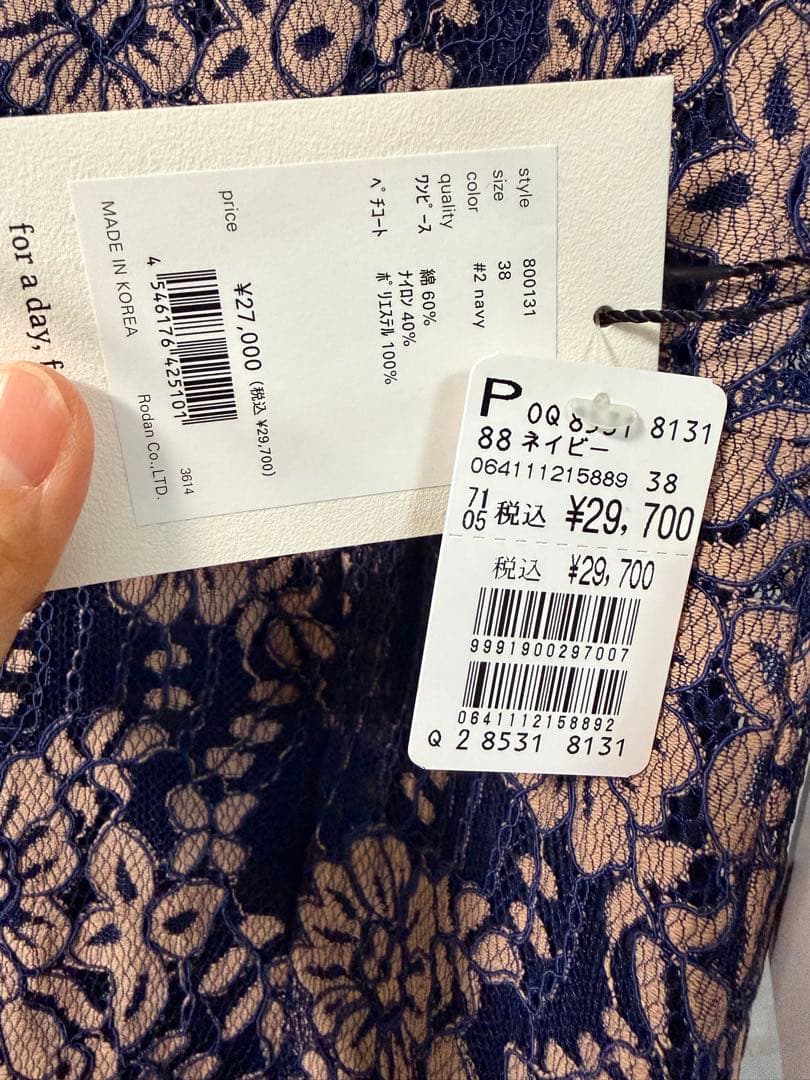 for a day, f
style 800131
size 38
color #2 navy
quality
ワンピース 綿 60%
ナイロン 40%
ペチコート ポリエステル 100%
price ¥27,000 (税込 ¥29,700)
4 546176 425101
3614
MADE IN KOREA Rodan Co.,LTD.
P 0Q 8531 8131
88 ネイビー
064111215889 38
71
05 税込 ¥29,700
税込 ¥29,700
9991900297007
0641112158892
Q 2 8531 8131